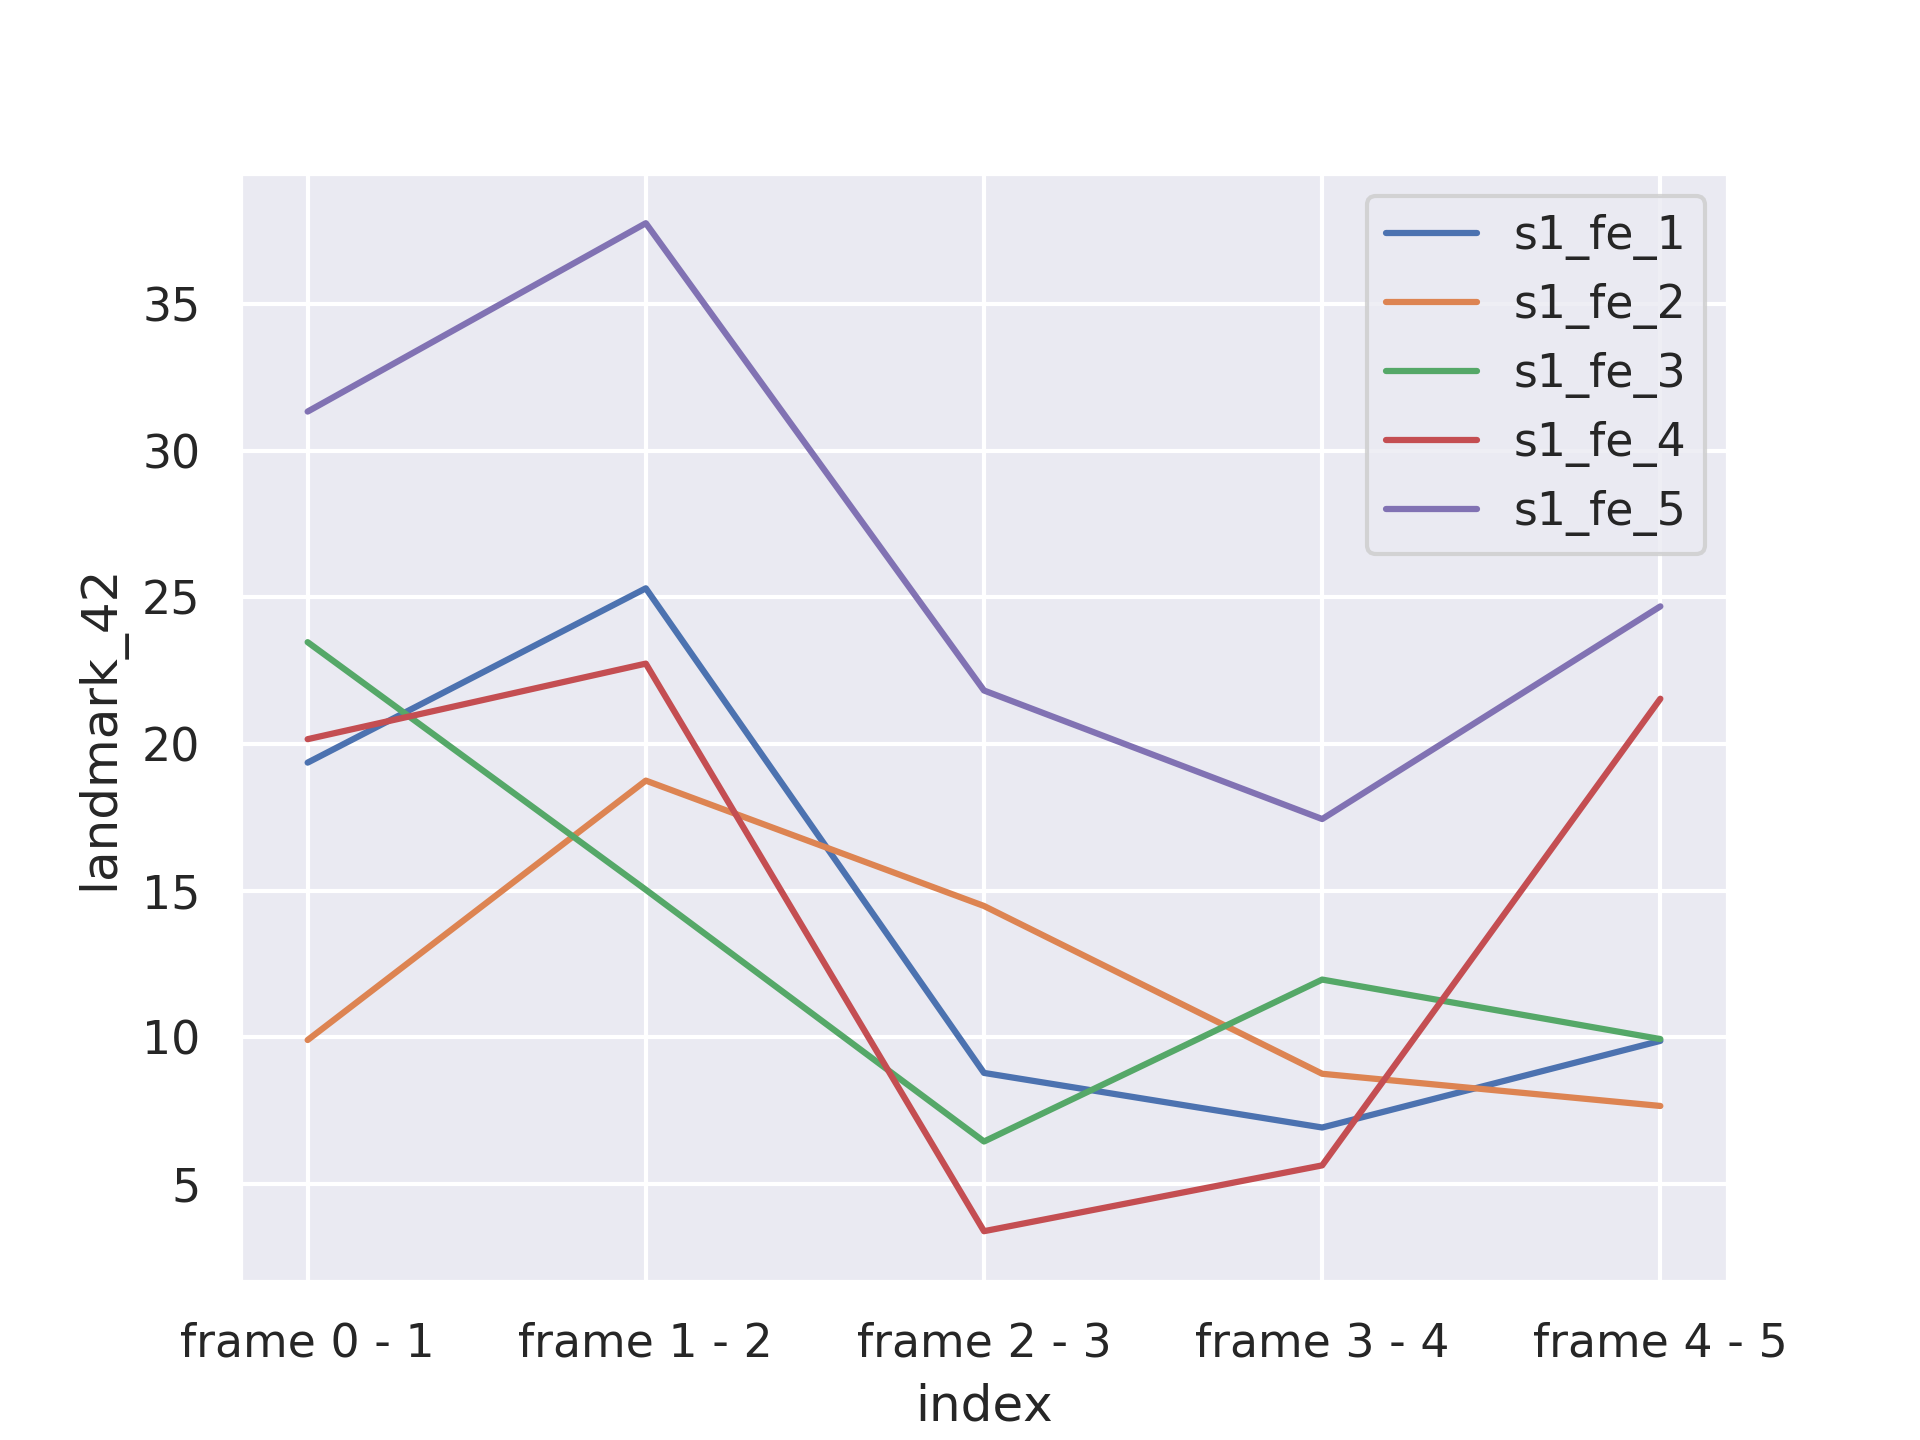 s1_fe_1
s1_fe_2
s1_fe_3
s1_fe_4
s1_fe_5
landmark_42
35
30
25
20
15
10
5
frame 0 - 1
frame 1 - 2
frame 2 - 3
frame 3 - 4
frame 4 - 5
index